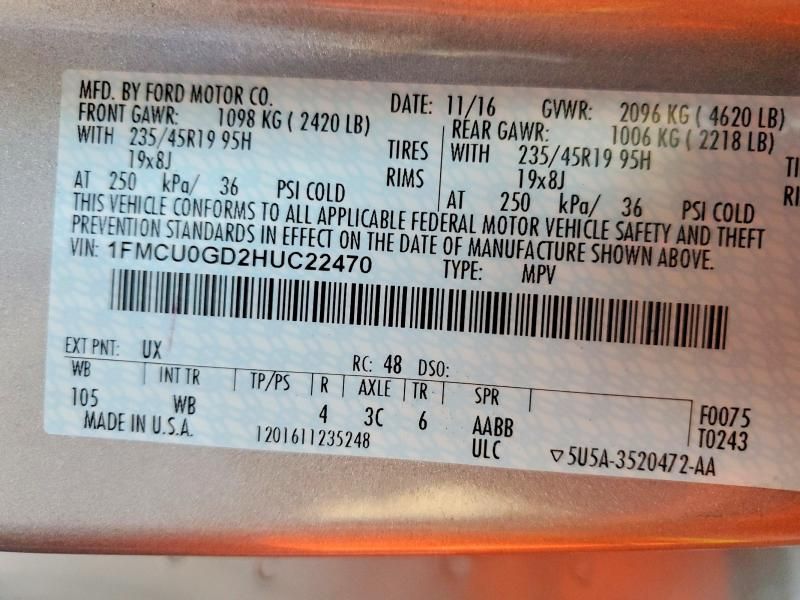 MFD. BY FORD MOTOR CO. DATE: 11/16 GVWR: 2096 KG ( 4620 LB)
FRONT GAWR: 1098 KG ( 2420 LB) REAR GAWR: 1006 KG ( 2218 LB)
WITH 235/45R19 95H TIRES WITH 235/45R19 95H TI
19x8J RIMS 19x8J RI
AT 250 kPa/ 36 PSI COLD AT 250 kPa/ 36 PSI COLD
THIS VEHICLE CONFORMS TO ALL APPLICABLE FEDERAL MOTOR VEHICLE SAFETY AND THEFT
PREVENTION STANDARDS IN EFFECT ON THE DATE OF MANUFACTURE SHOWN ABOVE.
VIN: 1FMCU0GD2HUC22470 TYPE: MPV
EXT PNT: UX RC: 48 DSO:
WB INT TR TP/PS R AXLE TR SPR
105 WB 4 3C 6 AABB F0075
MADE IN U.S.A. 1201611235248 ULC T0243
▽5U5A-3520472-AA